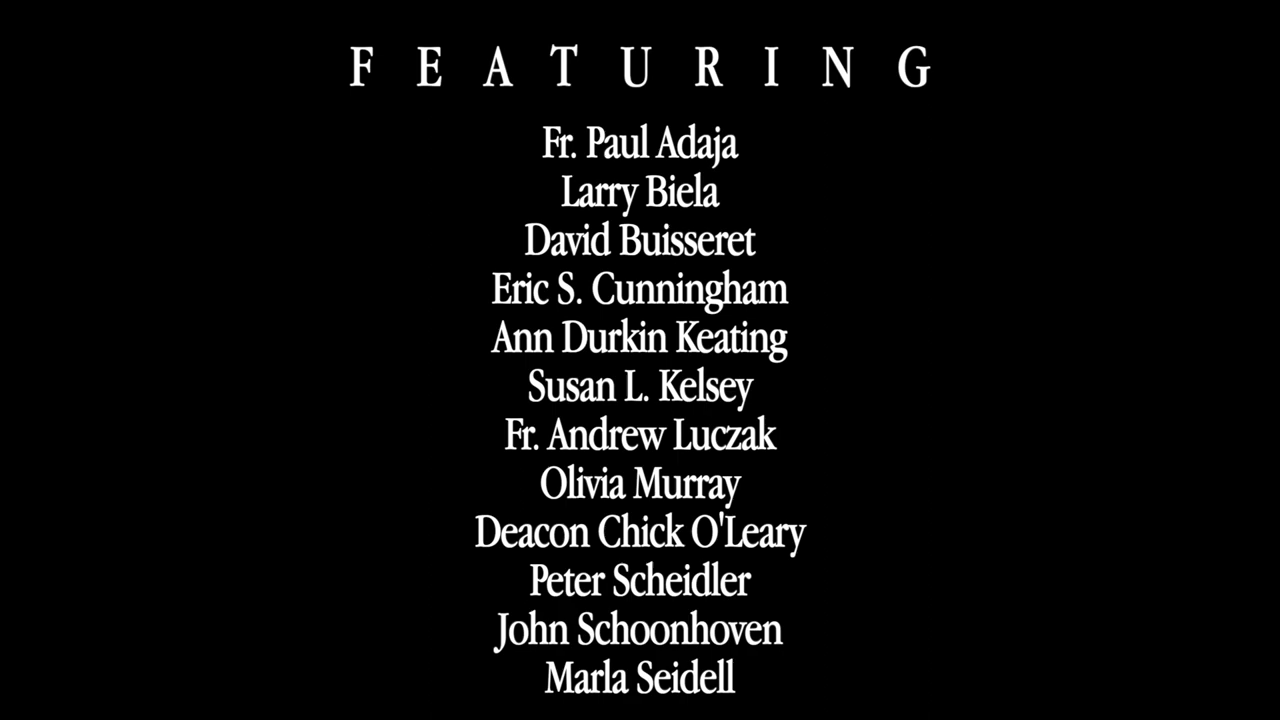 FEATURING
Fr. Paul Adaja
Larry Biela
David Buisseret
Eric S. Cunningham
Ann Durkin Keating
Susan L. Kelsey
Fr. Andrew Luczak
Olivia Murray
Deacon Chick O'Leary
Peter Scheidler
John Schoonhoven
Marla Seidell